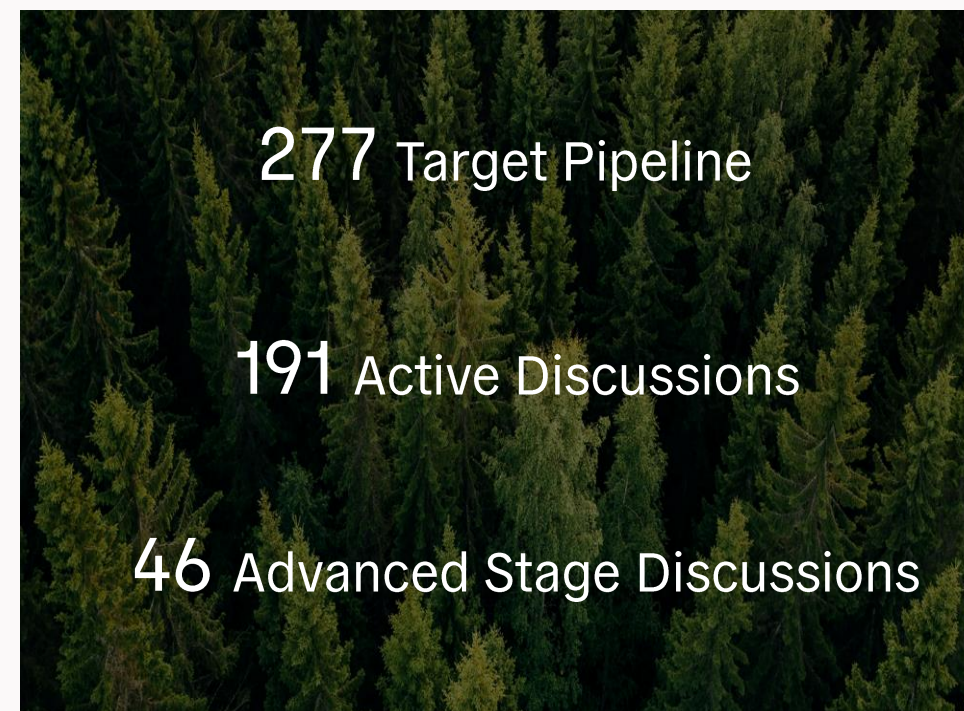 277 Target Pipeline
191 Active Discussions
46 Advanced Stage Discussions